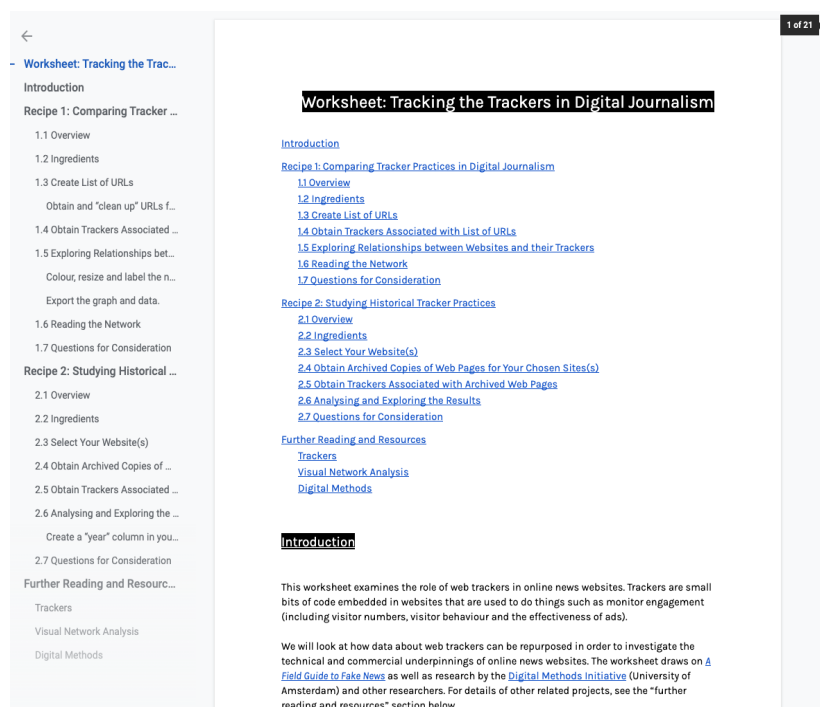 1 of 21
Worksheet: Tracking the Trac...
Introduction
Recipe 1: Comparing Tracker ...
1.1 Overview
1.2 Ingredients
1.3 Create List of URLs
Obtain and "clean up" URLs f...
1.4 Obtain Trackers Associated ...
1.5 Exploring Relationships bet...
Colour, resize and label the n...
Export the graph and data.
1.6 Reading the Network
1.7 Questions for Consideration
Recipe 2: Studying Historical ...
2.1 Overview
2.2 Ingredients
2.3 Select Your Website(s)
2.4 Obtain Archived Copies of ...
2.5 Obtain Trackers Associated ...
2.6 Analysing and Exploring the ...
Create a "year" column in you...
2.7 Questions for Consideration
Further Reading and Resourc...
Trackers
Visual Network Analysis
Digital Methods
Worksheet: Tracking the Trackers in Digital Journalism
Introduction
Recipe 1: Comparing Tracker Practices in Digital Journalism
1.1 Overview
1.2 Ingredients
1.3 Create List of URLs
1.4 Obtain Trackers Associated with List of URLs
1.5 Exploring Relationships between Websites and their Trackers
1.6 Reading the Network
1.7 Questions for Consideration
Recipe 2: Studying Historical Tracker Practices
2.1 Overview
2.2 Ingredients
2.3 Select Your Website(s)
2.4 Obtain Archived Copies of Web Pages for Your Chosen Sites(s)
2.5 Obtain Trackers Associated with Archived Web Pages
2.6 Analysing and Exploring the Results
2.7 Questions for Consideration
Further Reading and Resources
Trackers
Visual Network Analysis
Digital Methods
Introduction
This worksheet examines the role of web trackers in online news websites. Trackers are small
bits of code embedded in websites that are used to do things such as monitor engagement
(including visitor numbers, visitor behaviour and the effectiveness of ads).
We will look at how data about web trackers can be repurposed in order to investigate the
technical and commercial underpinnings of online news websites. The worksheet draws on A
Field Guide to Fake News as well as research by the Digital Methods Initiative (University of
Amsterdam) and other researchers. For details of other related projects, see the "further
reading and resources" section below.